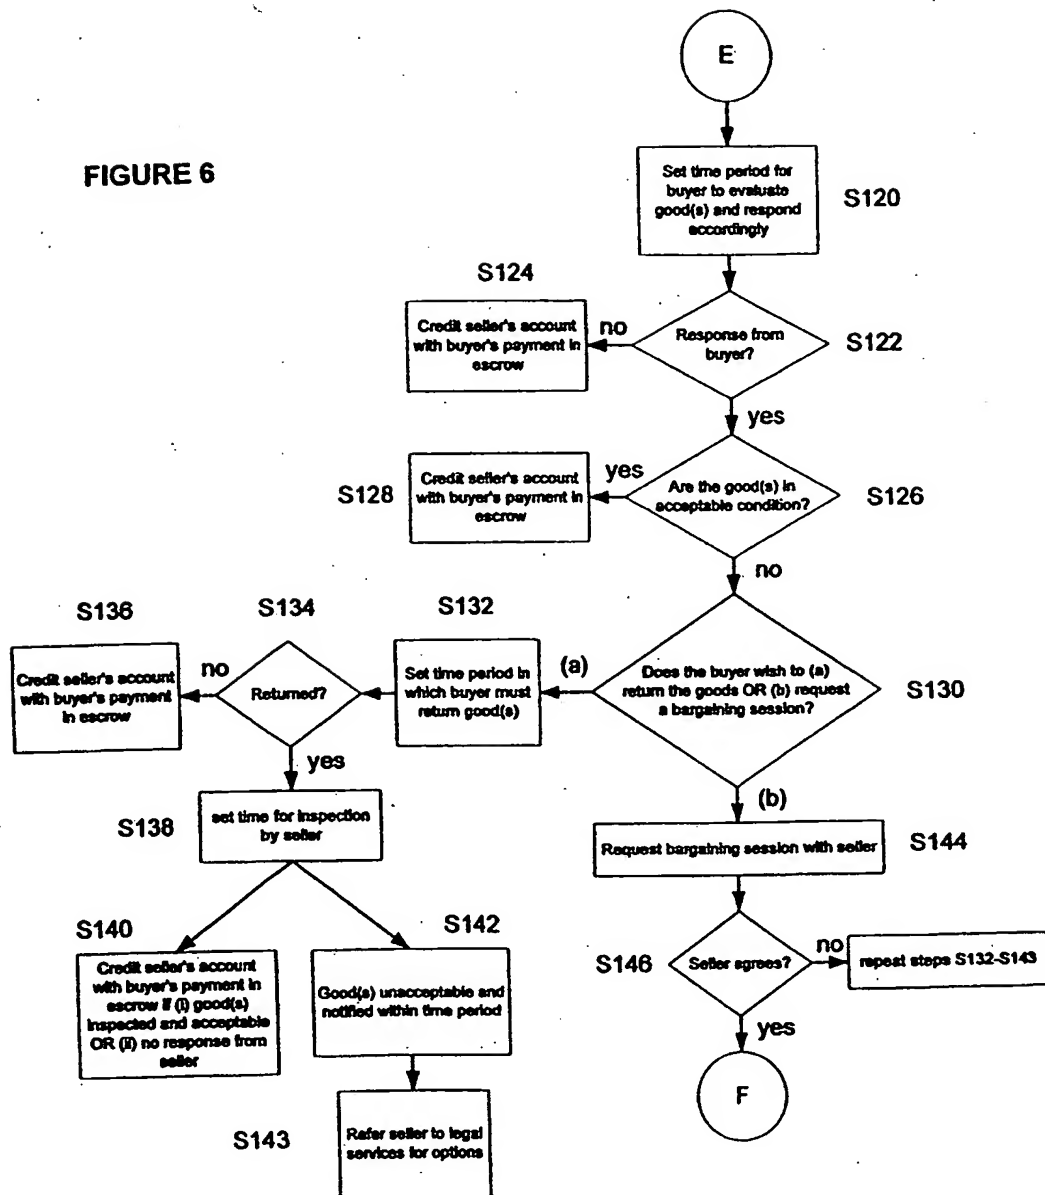 E
FIGURE 6
Set time period for
buyer to evaluate
good(s) and respond
accordingly
S120
S124
Credit seller's account
with buyer's payment in
escrow
no
Response from
buyer?
S122
yes
S128
Credit seller's account
with buyer's payment in
escrow
yes
Are the good(s) in
acceptable condition?
S126
no
S136
Credit seller's account
with buyer's payment
in escrow
no
S134
Returned?
S132
Set time period in
which buyer must
return good(s)
(a)
Does the buyer wish to (a)
return the goods OR (b) request
a bargaining session?
S130
yes
(b)
S138
set time for inspection
by seller
Request bargaining session with seller
S144
S140
Credit seller's account
with buyer's payment in
escrow if (i) good(s)
inspected and acceptable
OR (ii) no response from
seller
S142
Good(s) unacceptable and
notified within time period
S146
Seller agrees?
no
repeat steps S132-S143
yes
F
S143
Refer seller to legal
services for options